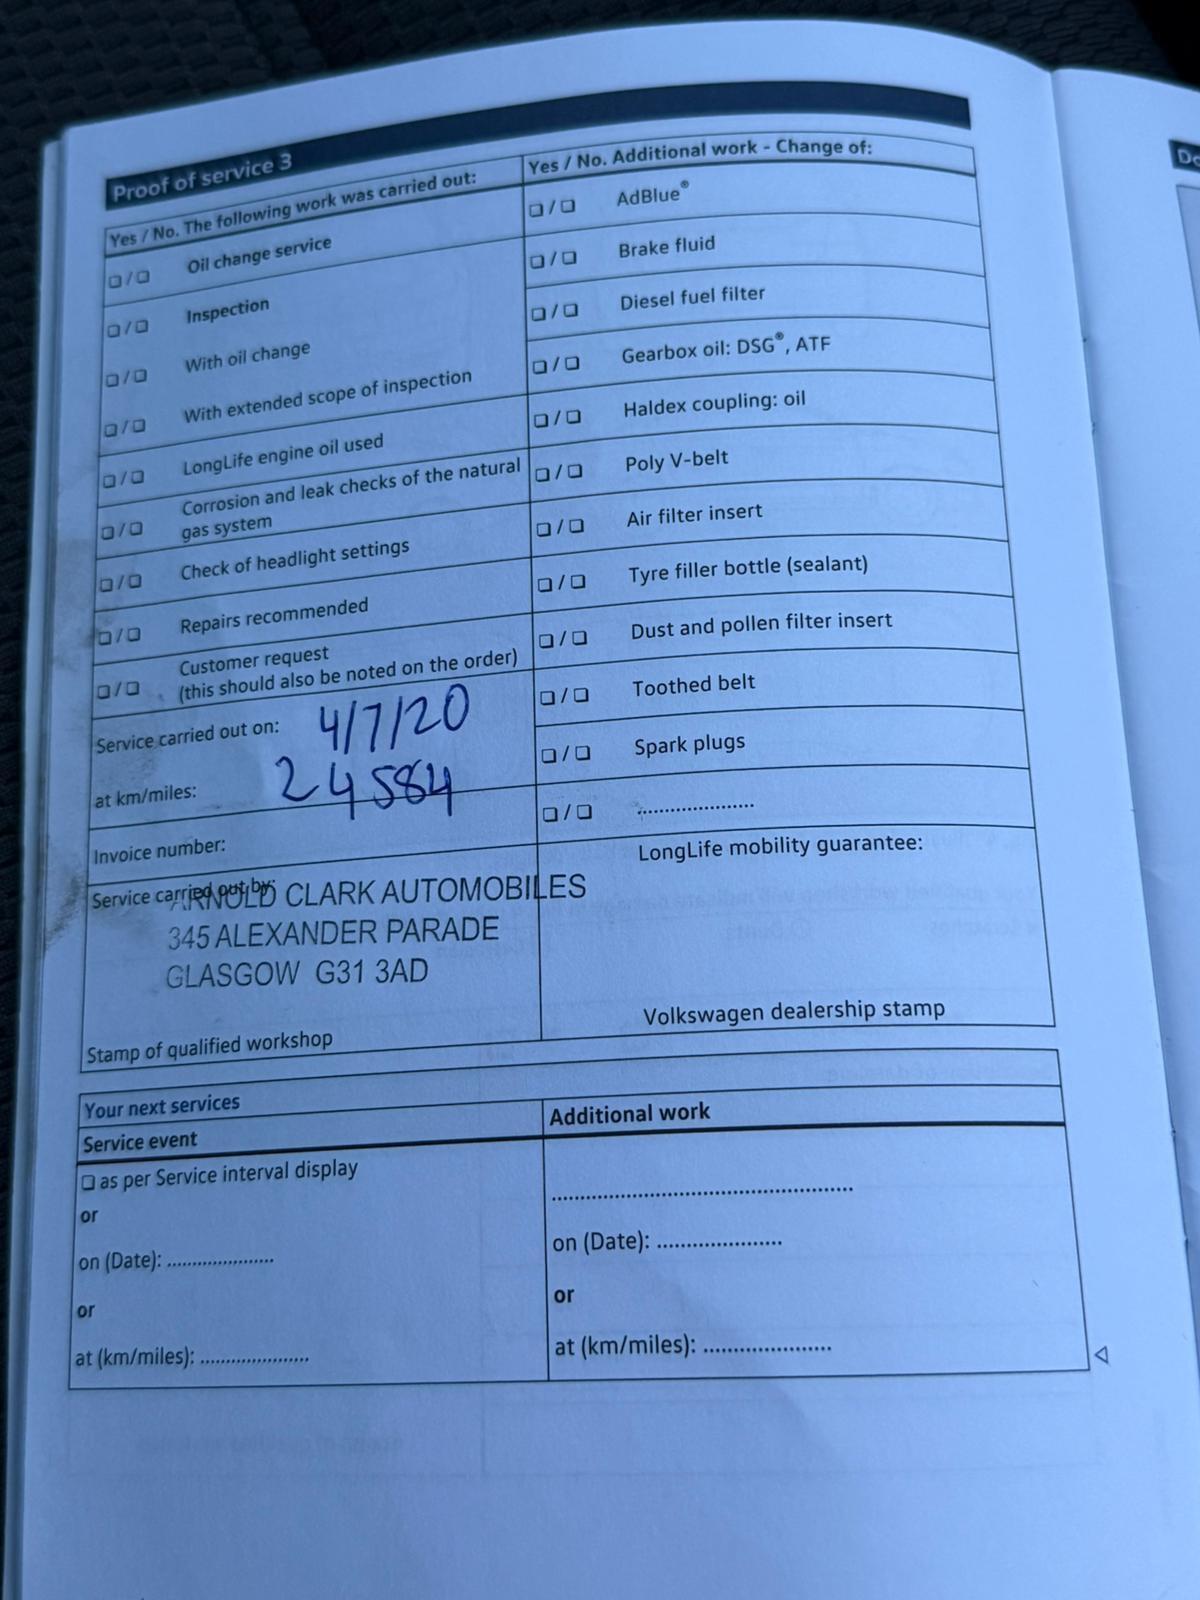 Proof of service 3
Yes / No. The following work was carried out:
❏ / ❏ Oil change service
❏ / ❏ Inspection
❏ / ❏ With oil change
❏ / ❏ With extended scope of inspection
❏ / ❏ LongLife engine oil used
❏ / ❏ Corrosion and leak checks of the natural
gas system
❏ / ❏ Check of headlight settings
❏ / ❏ Repairs recommended
❏ / ❏ Customer request
(this should also be noted on the order)
Service carried out on: 4/7/20
at km/miles: 24584
Invoice number:
Service carried out by:
ARNOLD CLARK AUTOMOBILES
345 ALEXANDER PARADE
GLASGOW G31 3AD
Stamp of qualified workshop
Yes / No. Additional work - Change of:
❏ / ❏ AdBlue®
❏ / ❏ Brake fluid
❏ / ❏ Diesel fuel filter
❏ / ❏ Gearbox oil: DSG®, ATF
❏ / ❏ Haldex coupling: oil
❏ / ❏ Poly V-belt
❏ / ❏ Air filter insert
❏ / ❏ Tyre filler bottle (sealant)
❏ / ❏ Dust and pollen filter insert
❏ / ❏ Toothed belt
❏ / ❏ Spark plugs
❏ / ❏ ....................
LongLife mobility guarantee:
Volkswagen dealership stamp
Your next services
Service event
❏ as per Service interval display
or
on (Date): .....................
or
at (km/miles): .....................
Additional work
..................................................
on (Date): .....................
or
at (km/miles): .....................